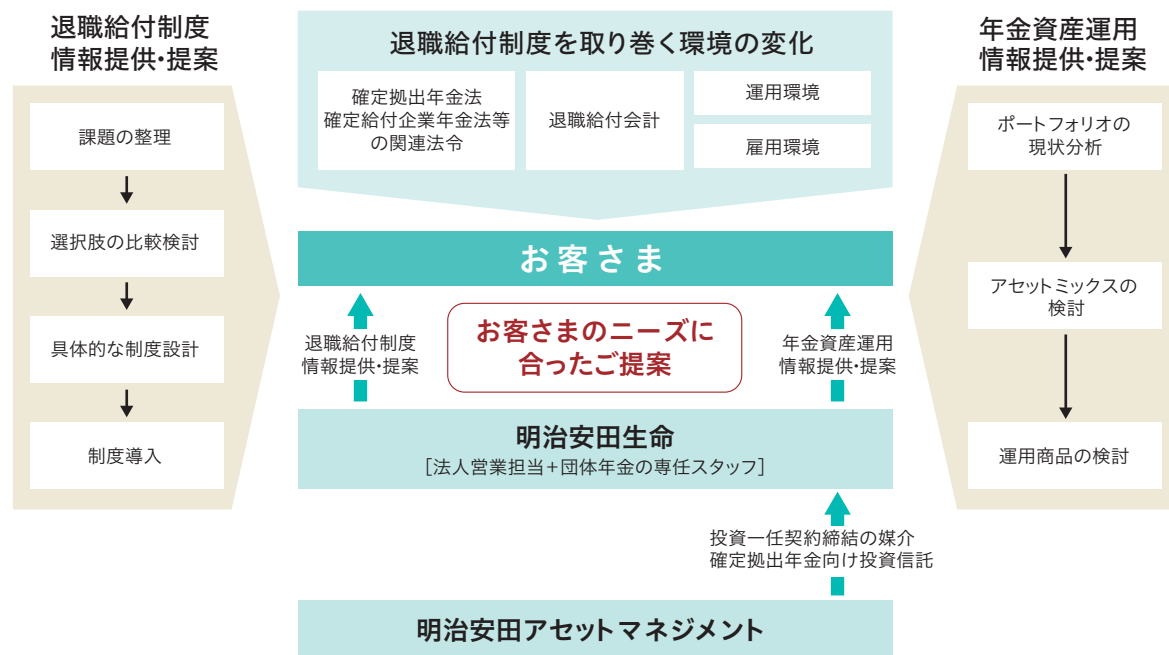 退職給付制度
情報提供・提案
課題の整理
選択肢の比較検討
具体的な制度設計
制度導入
退職給付制度を取り巻く環境の変化
確定拠出年金法
確定給付企業年金法等
の関連法令
退職給付会計
運用環境
雇用環境
お客さま
退職給付制度
情報提供・提案
お客さまのニーズに
合ったご提案
年金資産運用
情報提供・提案
明治安田生命
［法人営業担当＋団体年金の専任スタッフ］
投資一任契約締結の媒介
確定拠出年金向け投資信託
明治安田アセットマネジメント
年金資産運用
情報提供・提案
ポートフォリオの
現状分析
アセットミックスの
検討
運用商品の検討